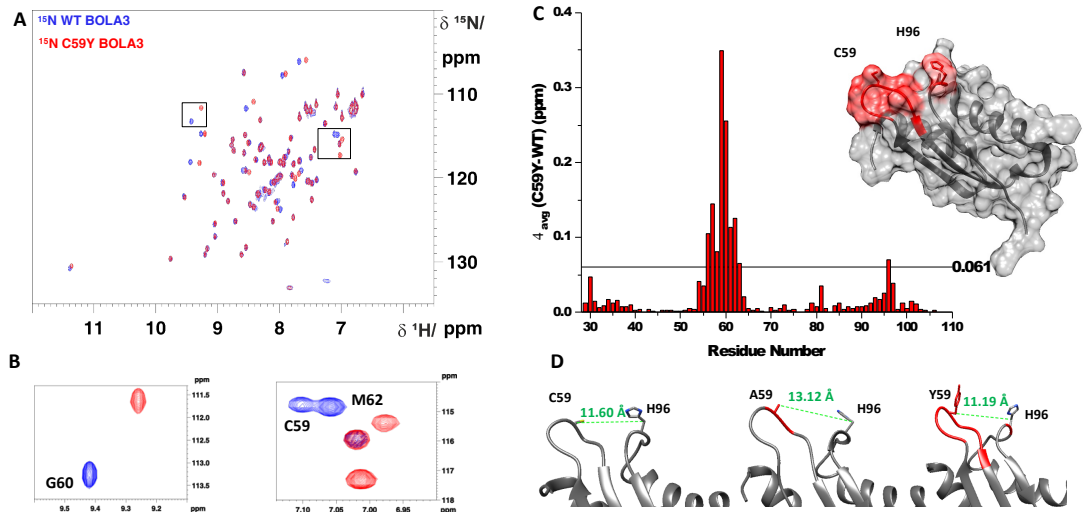 A
¹⁵N WT BOLA3
¹⁵N C59Y BOLA3
δ ¹⁵N/
ppm
110
120
130
11
10
9
8
7
δ ¹H/ ppm
B
G60
ppm
111.5
112.0
112.5
113.0
113.5
9.5
9.4
9.3
9.2
ppm
C59
M62
ppm
115
116
117
118
7.10
7.05
7.00
6.95
ppm
C
4 avg (C59Y-WT) (ppm)
0.4
0.3
0.2
0.1
0.0
30
40
50
60
70
80
90
100
110
Residue Number
0.061
C59
H96
D
C59
11.60 Å
H96
A59
13.12 Å
H96
Y59
11.19 Å
H96